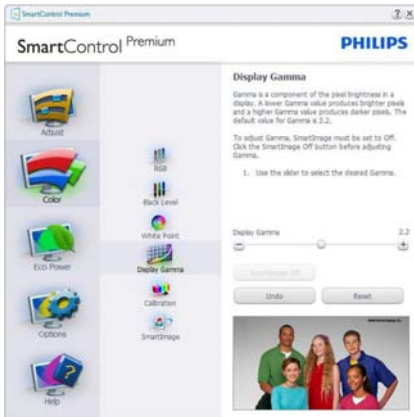 SmartControl Premium
SmartControl Premium
PHILIPS
Adjust
Color
Eco Power
Options
Help
RGB
Black Level
White Point
Display Gamma
Calibration
SmartImage
Display Gamma
Gamma is a component of the pixel brightness in a
display. A lower Gamma value produces brighter pixels
and a higher Gamma value produces darker pixels. The
default value for Gamma is 2.2.
To adjust Gamma, SmartImage must be set to Off.
Click the SmartImage Off button before adjusting
Gamma.
1. Use the slider to select the desired Gamma.
Display Gamma 2.2
SmartImage Off
Undo
Reset